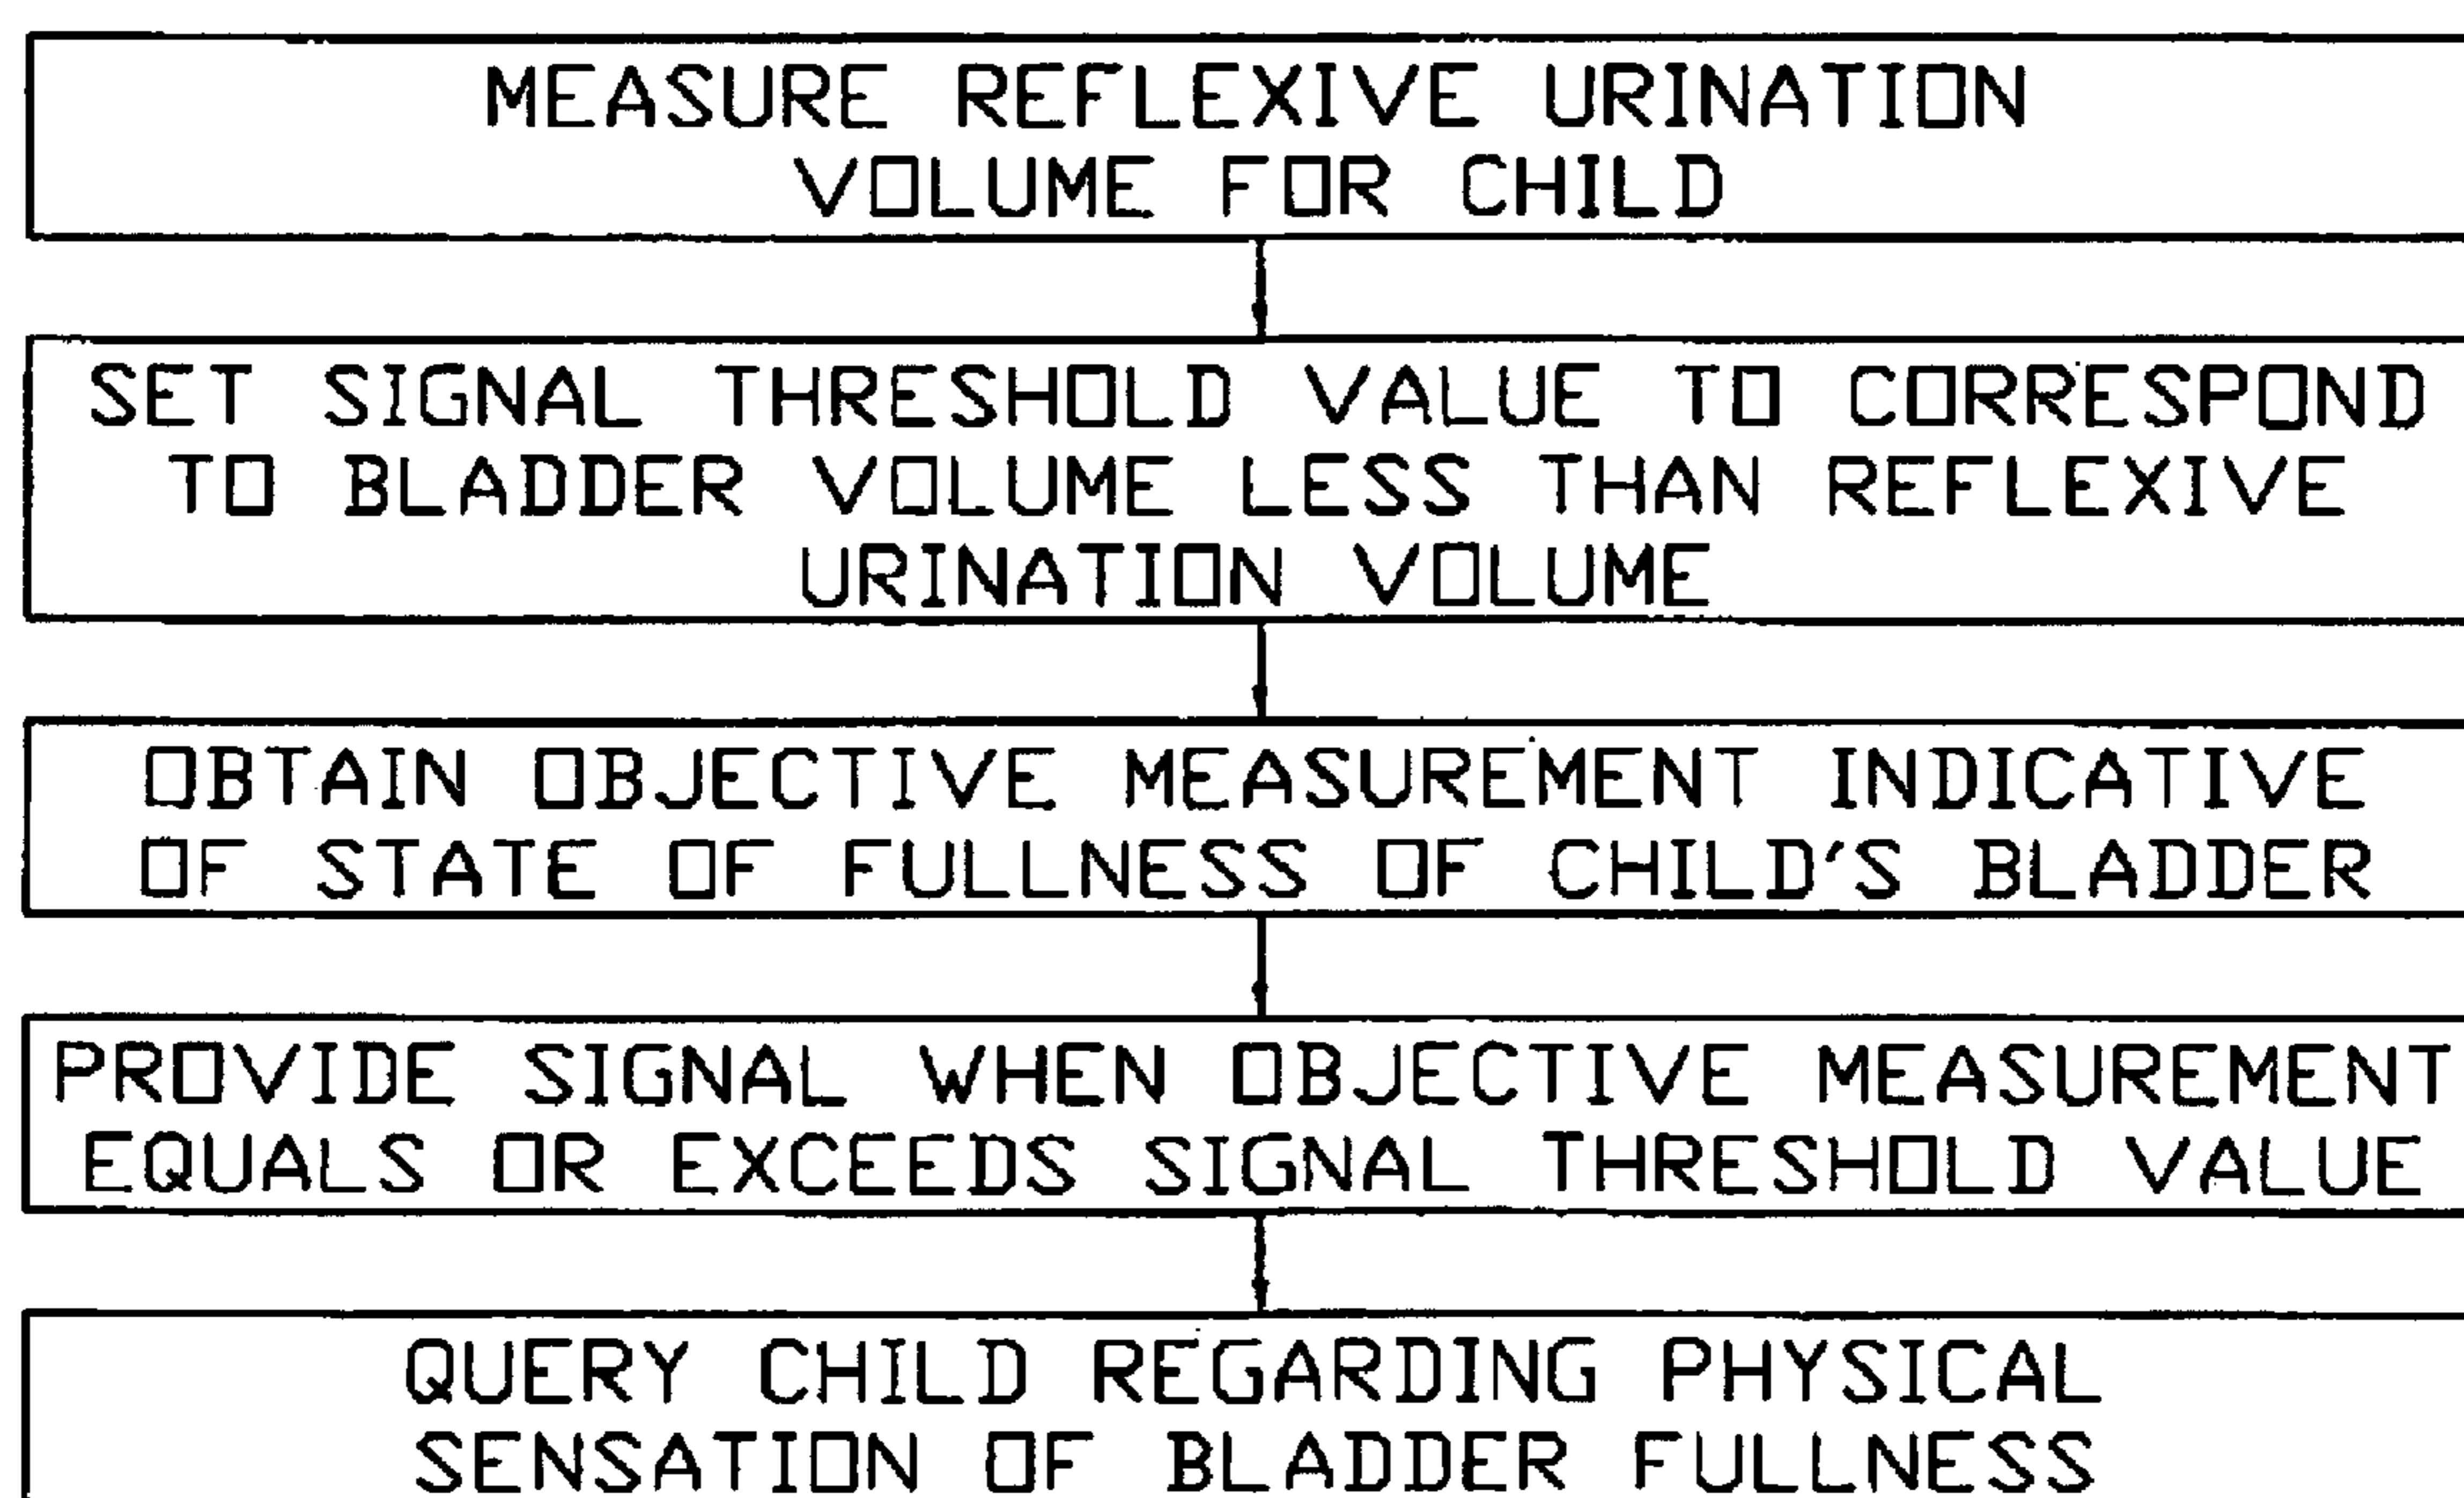 MEASURE REFLEXIVE URINATION
VOLUME FOR CHILD
SET SIGNAL THRESHOLD VALUE TO CORRESPOND
TO BLADDER VOLUME LESS THAN REFLEXIVE
URINATION VOLUME
OBTAIN OBJECTIVE MEASUREMENT INDICATIVE
OF STATE OF FULLNESS OF CHILD'S BLADDER
PROVIDE SIGNAL WHEN OBJECTIVE MEASUREMENT
EQUALS OR EXCEEDS SIGNAL THRESHOLD VALUE
QUERY CHILD REGARDING PHYSICAL
SENSATION OF BLADDER FULLNESS